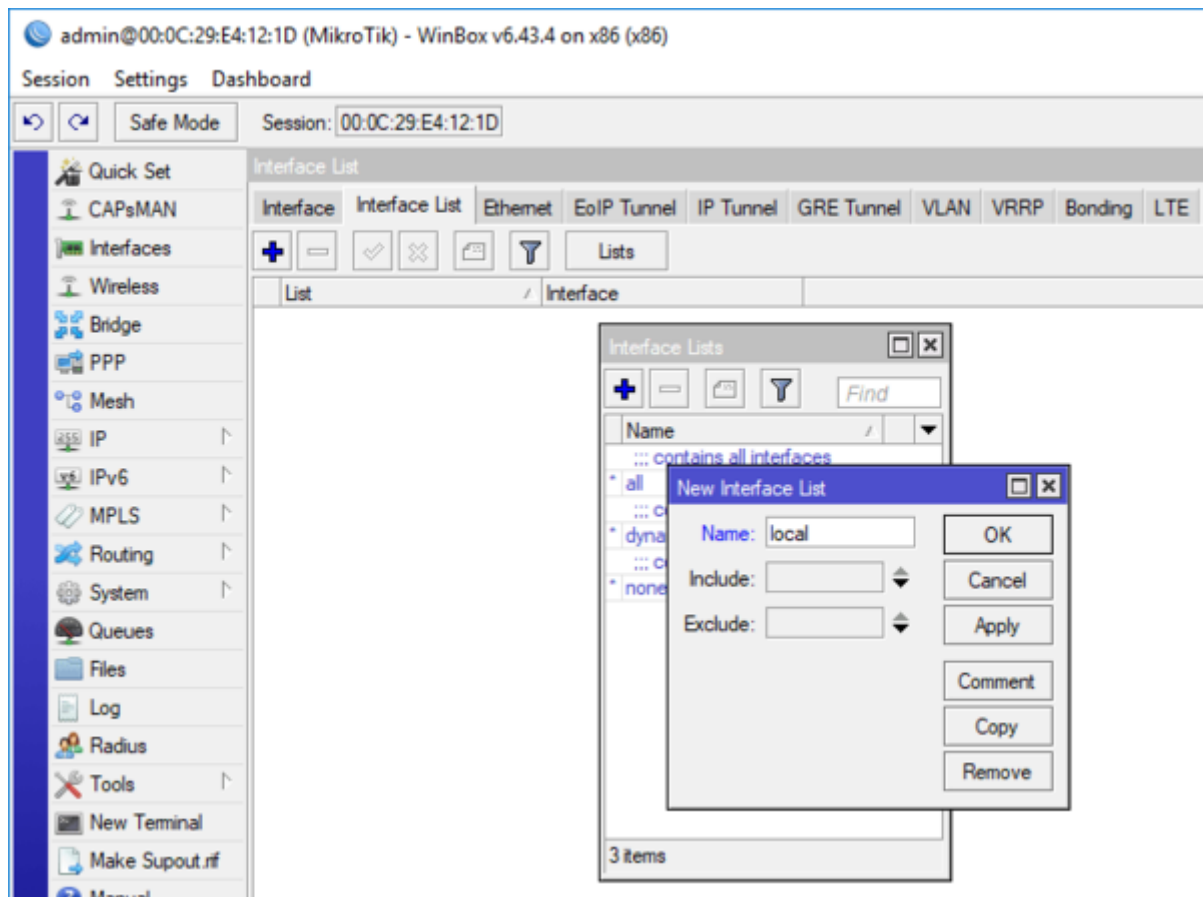 admin@00:0C:29:E4:12:1D (MikroTik) - WinBox v6.43.4 on x86 (x86)
Session Settings Dashboard
Safe Mode Session: 00:0C:29:E4:12:1D
Quick Set
CAPsMAN
Interfaces
Wireless
Bridge
PPP
Mesh
IP
IPv6
MPLS
Routing
System
Queues
Files
Log
Radius
Tools
New Terminal
Make Supout.rif
Manual
Interface List
Interface Interface List Ethernet EoIP Tunnel IP Tunnel GRE Tunnel VLAN VRRP Bonding LTE
Lists
List Interface
Interface Lists
Find
Name
;;; contains all interfaces
* all
;;;
* dyna
;;;
* none
3 items
New Interface List
Name: local
Include:
Exclude:
OK
Cancel
Apply
Comment
Copy
Remove